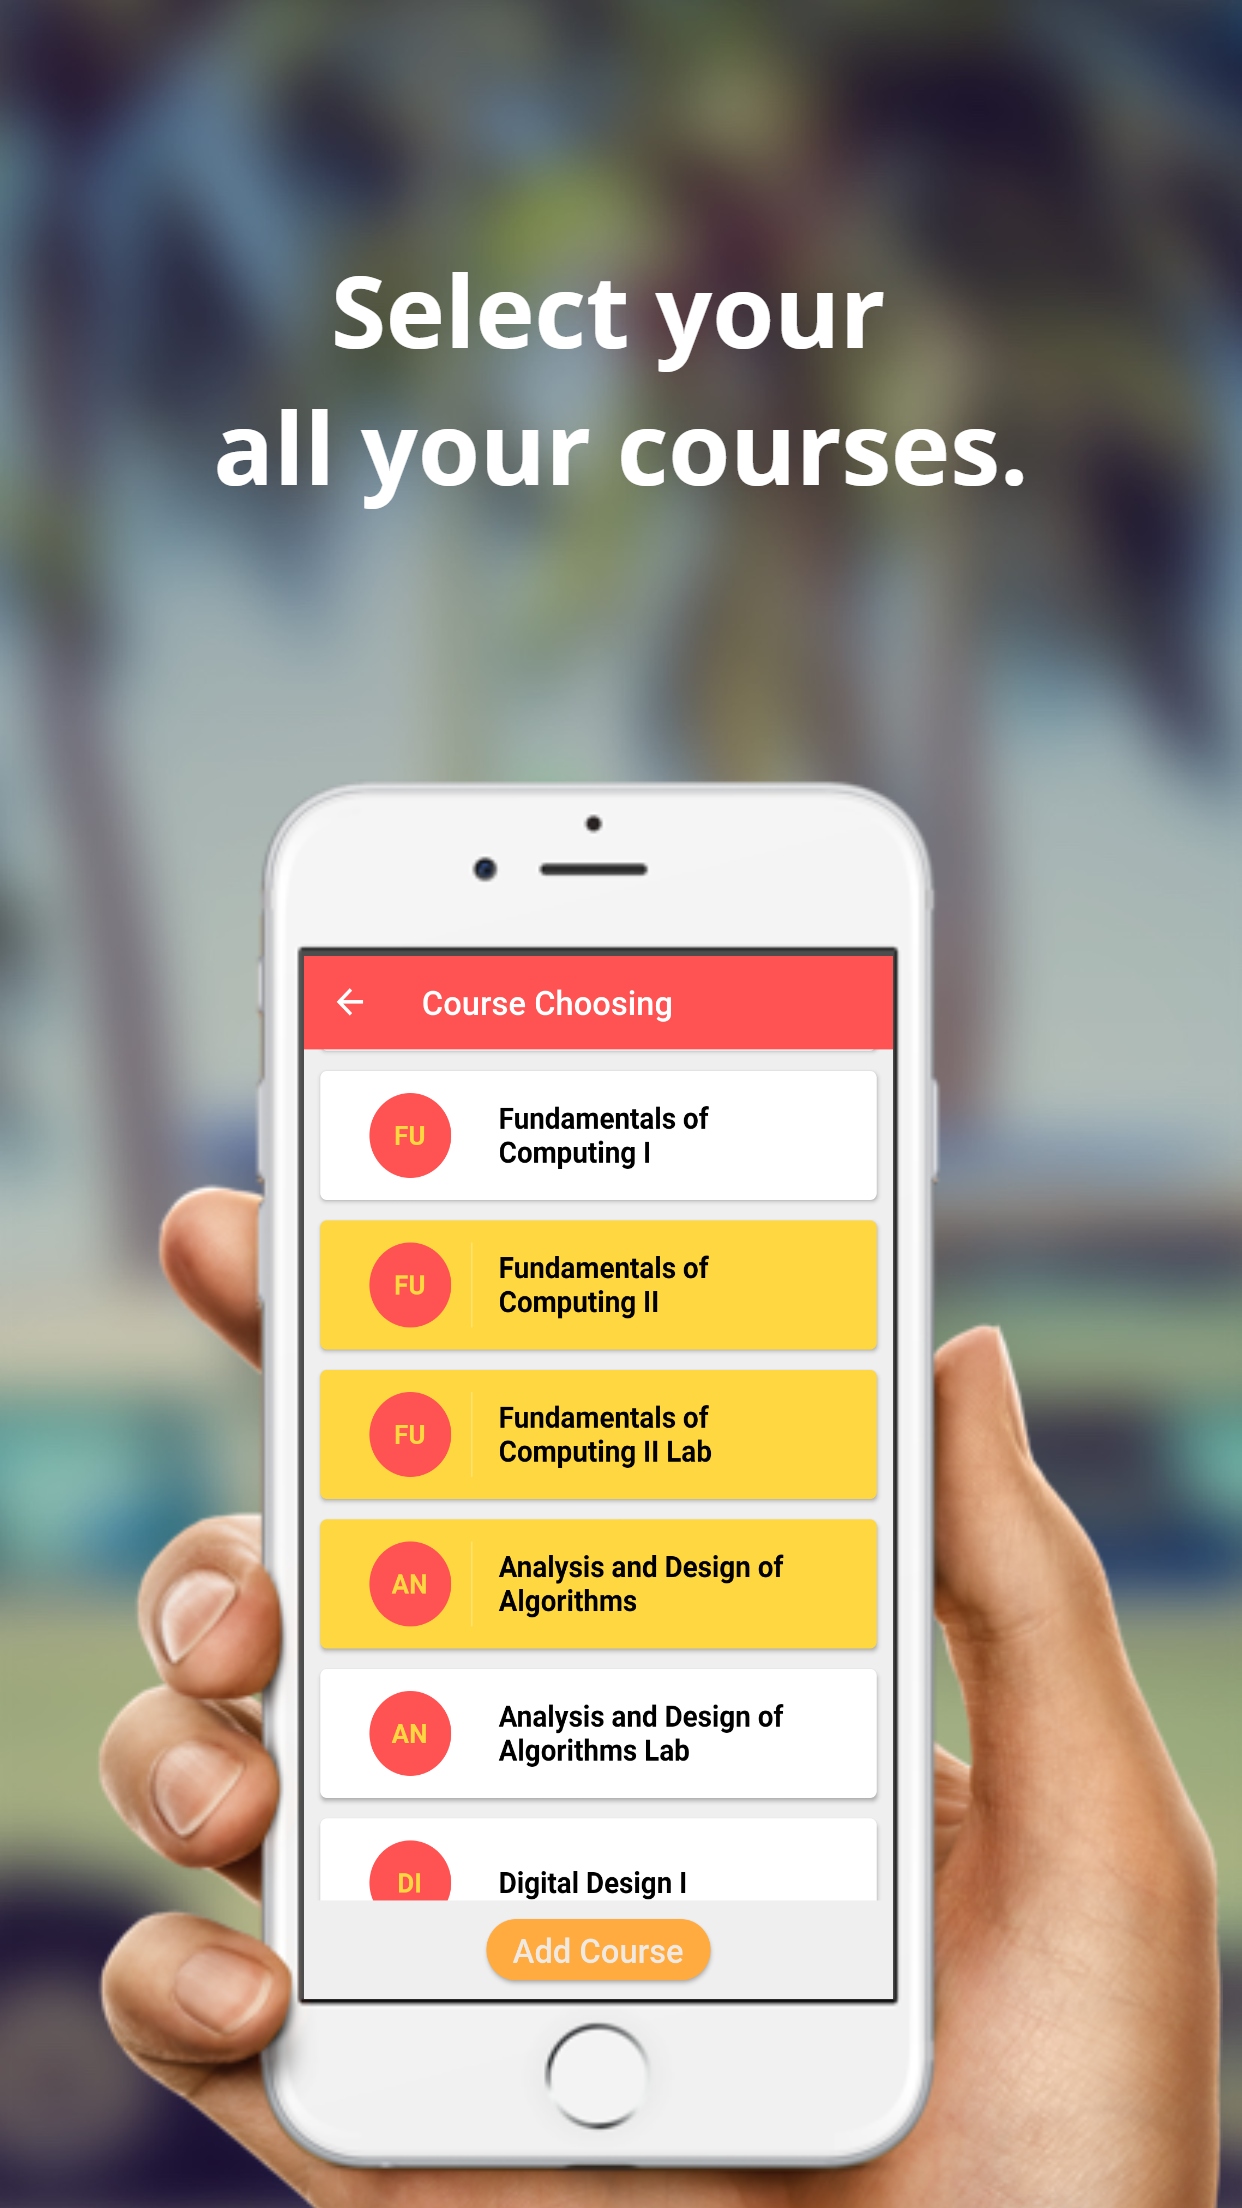 Select your
all your courses.
Course Choosing
FU
Fundamentals of
Computing I
FU
Fundamentals of
Computing II
FU
Fundamentals of
Computing II Lab
AN
Analysis and Design of
Algorithms
AN
Analysis and Design of
Algorithms Lab
DI
Digital Design I
Add Course